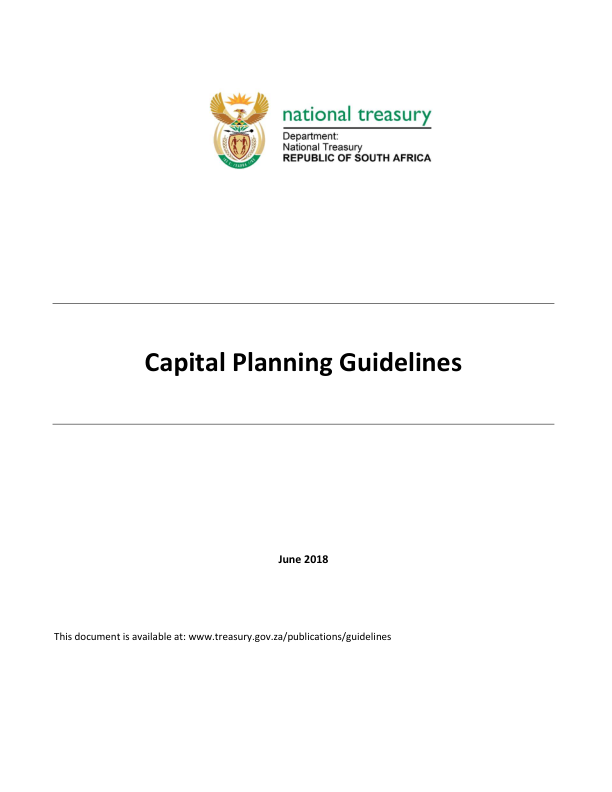 national treasury
Department:
National Treasury
REPUBLIC OF SOUTH AFRICA
Capital Planning Guidelines
June 2018
This document is available at: www.treasury.gov.za/publications/guidelines